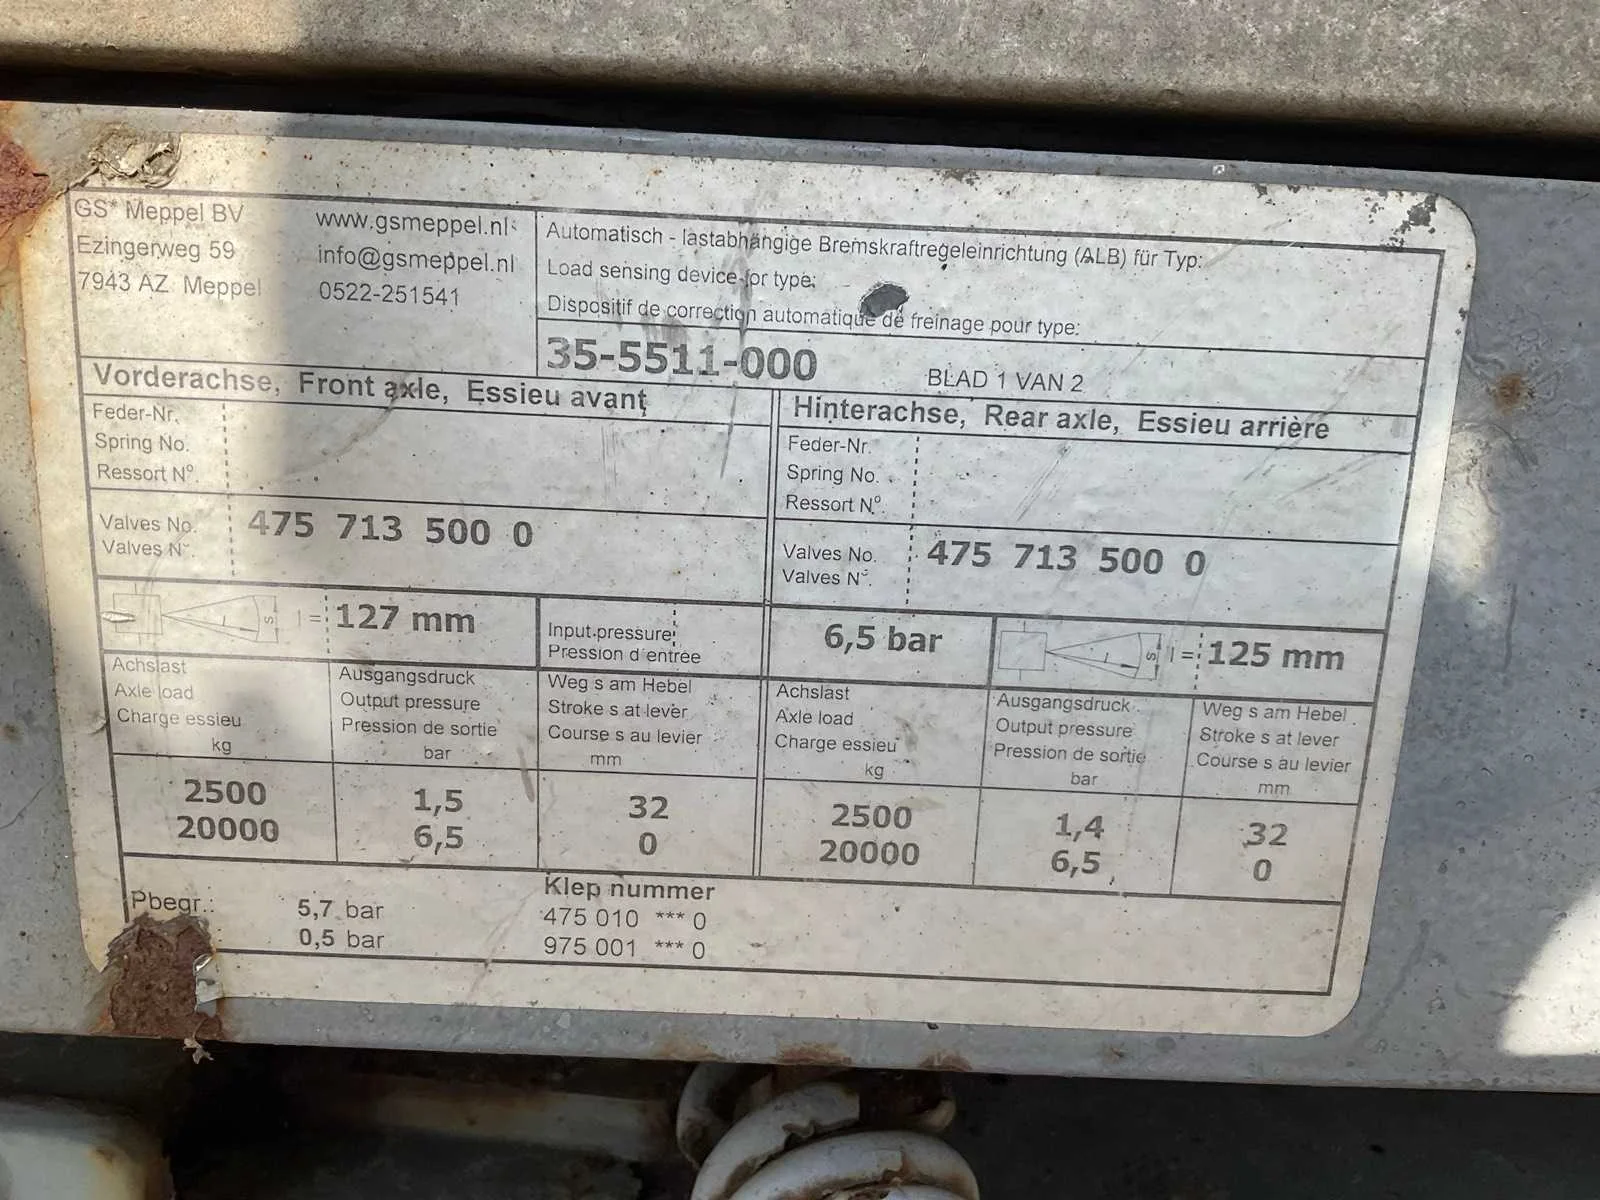 GS* Meppel BV
Ezingerweg 59
7943 AZ Meppel
www.gsmeppel.nl
info@gsmeppel.nl
0522-251541
Automatisch - lastabhängige Bremskraftregeleinrichtung (ALB) für Typ:
Load sensing device for type:
Dispositif de correction automatique de freinage pour type:
35-5511-000
BLAD 1 VAN 2
Vorderachse, Front axle, Essieu avant
Feder-Nr.
Spring No.
Ressort Nº.
Valves No.
Valves Nº.
475 713 500 0
Hinterachse, Rear axle, Essieu arrière
Feder-Nr.
Spring No.
Ressort Nº.
Valves No.
Valves Nº.
475 713 500 0
l s l = 127 mm
Input pressure
Pression d'entrée
6,5 bar
l s l = 125 mm
Achslast
Axle load
Charge essieu
kg
Ausgangsdruck
Output pressure
Pression de sortie
bar
Weg s am Hebel
Stroke s at lever
Course s au levier
mm
Achslast
Axle load
Charge essieu
kg
Ausgangsdruck
Output pressure
Pression de sortie
bar
Weg s am Hebel
Stroke s at lever
Course s au levier
mm
2500 1,5 32 2500 1,4 32
20000 6,5 0 20000 6,5 0
Klep nummer
Pbegr.: 5,7 bar 475 010 *** 0
0,5 bar 975 001 *** 0